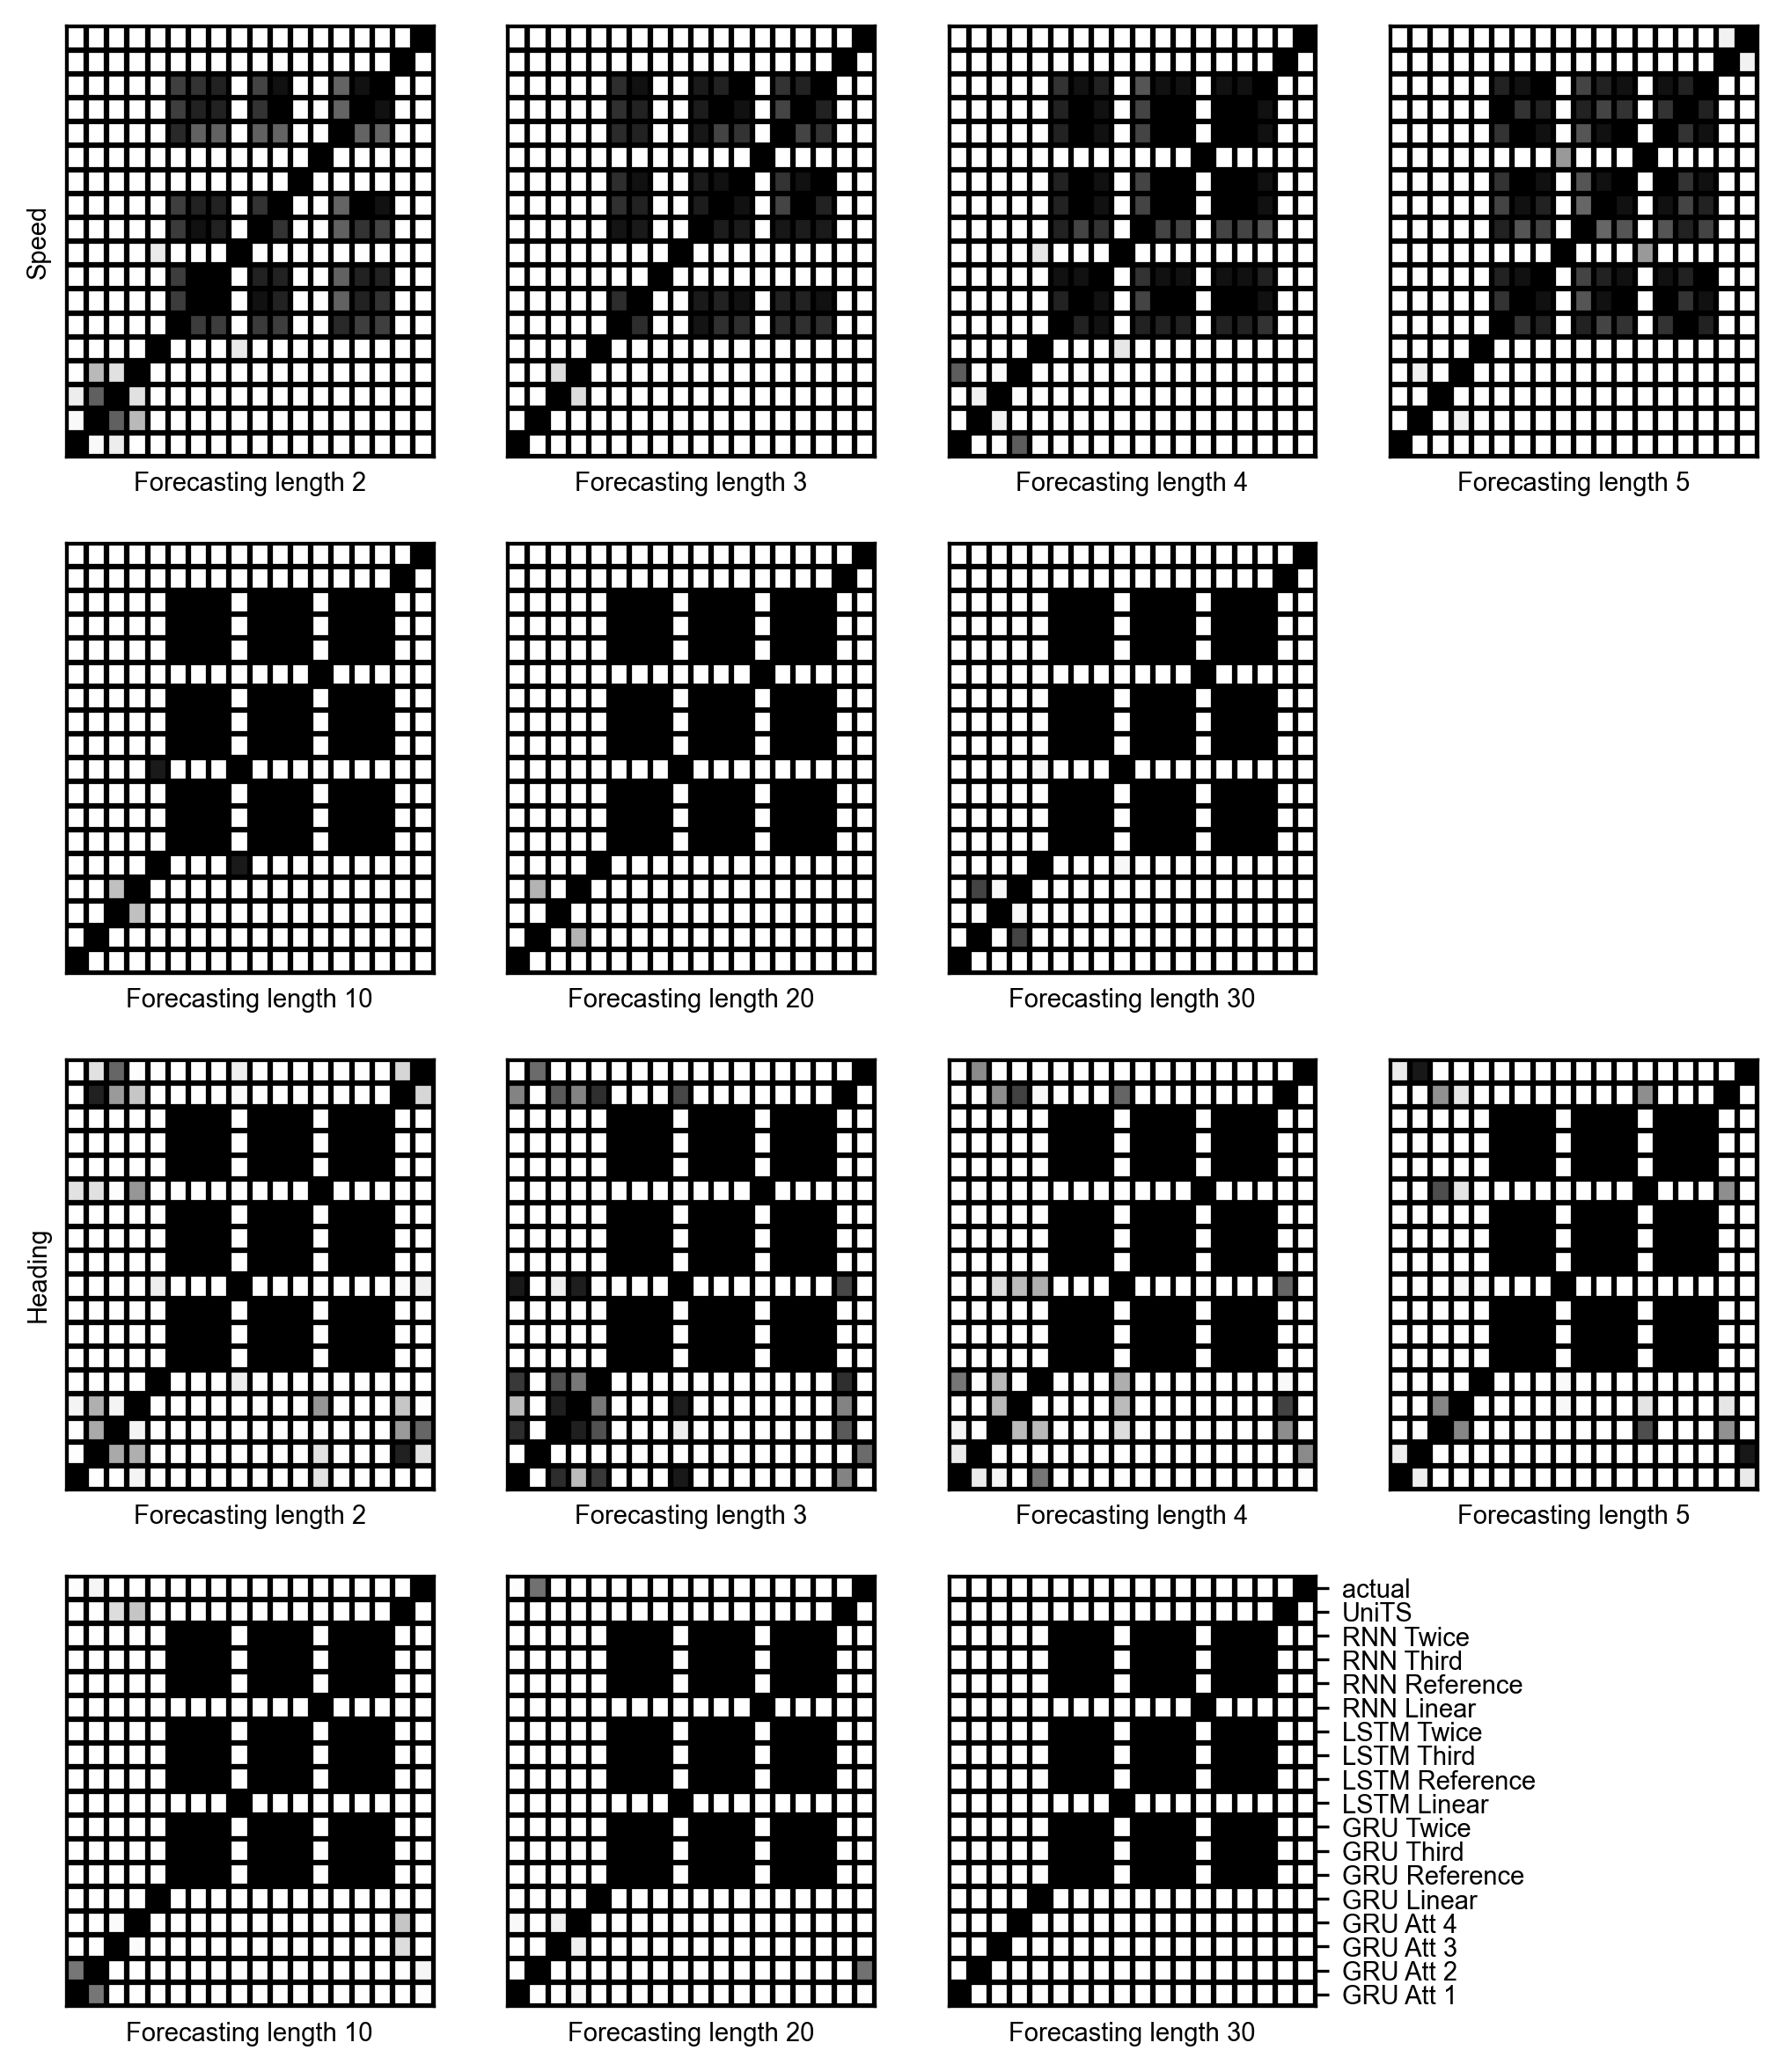 Speed
Forecasting length 2
Forecasting length 3
Forecasting length 4
Forecasting length 5
Forecasting length 10
Forecasting length 20
Forecasting length 30
Heading
Forecasting length 2
Forecasting length 3
Forecasting length 4
Forecasting length 5
actual
UniTS
RNN Twice
RNN Third
RNN Reference
RNN Linear
LSTM Twice
LSTM Third
LSTM Reference
LSTM Linear
GRU Twice
GRU Third
GRU Reference
GRU Linear
GRU Att 4
GRU Att 3
GRU Att 2
GRU Att 1
Forecasting length 10
Forecasting length 20
Forecasting length 30